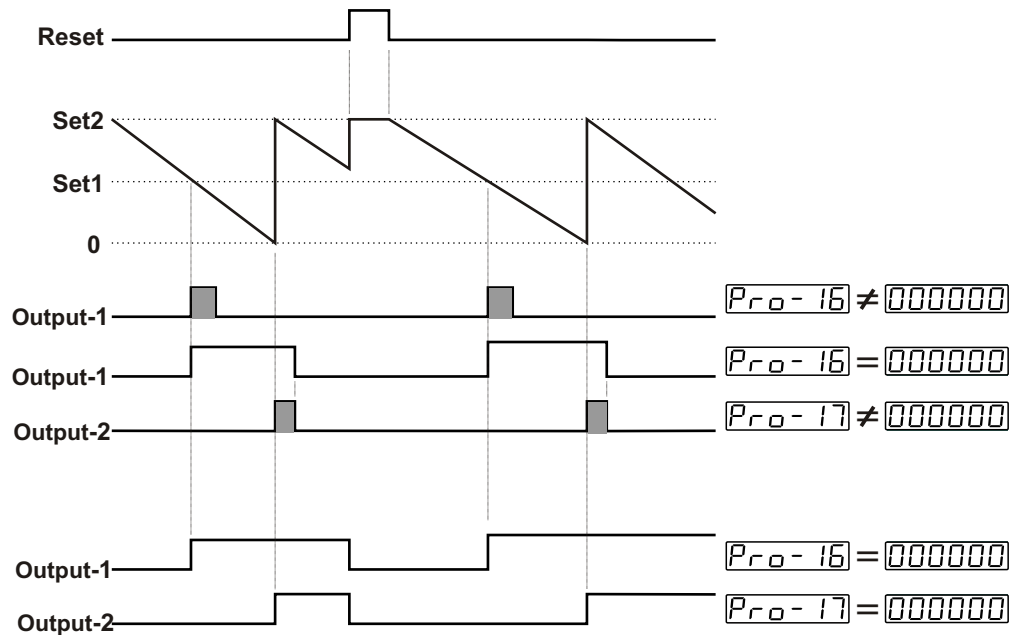 Reset
Set2
Set1
0
Output-1 Pro-16 ≠ 000000
Output-1 Pro-16 = 000000
Output-2 Pro-17 ≠ 000000
Output-1 Pro-16 = 000000
Output-2 Pro-17 = 000000